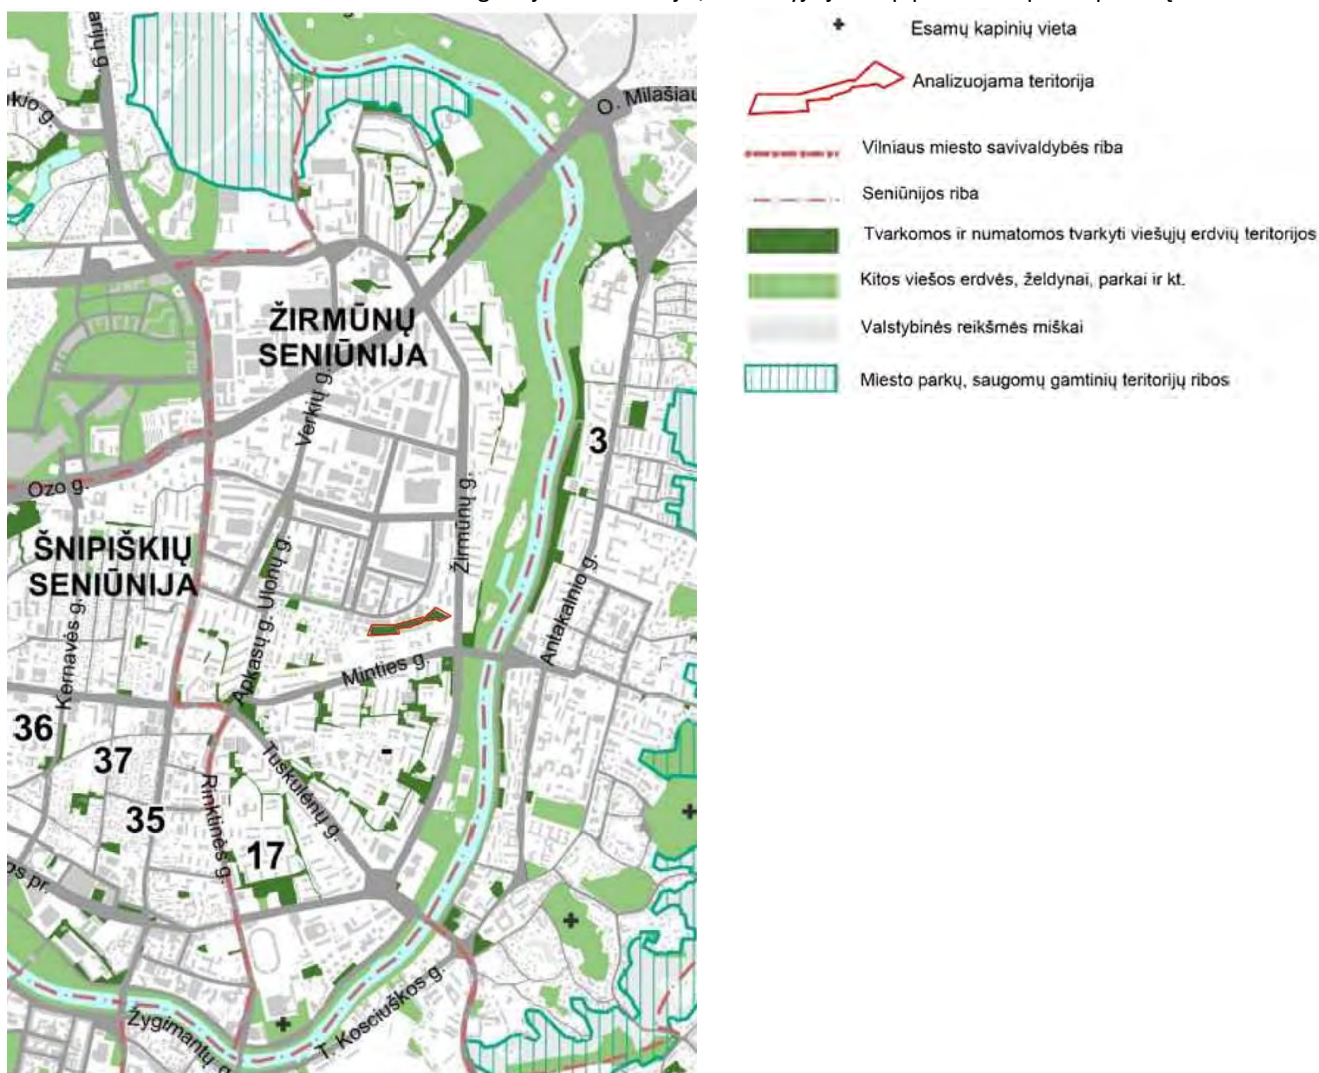 Esamų kapinių vieta
Analizuojama teritorija
Vilniaus miesto savivaldybės riba
Seniūnijos riba
Tvarkomos ir numatomos tvarkyti viešųjų erdvių teritorijos
Kitos viešos erdvės, želdynai, parkai ir kt.
Valstybinės reikšmės miškai
Miesto parkų, saugomų gamtinių teritorijų ribos
O. Milašiau
ŽIRMŪNŲ
SENIŪNIJA
Verkių g.
3
Ozo g.
Žirmūnų g.
ŠNIPIŠKIŲ
SENIŪNIJA
Ulonų g.
Antakalnio g.
Kernavės g.
Apkasų g.
Minties g.
36
37
35
Tuskulėnų g.
Rinktinės g.
17
T. Kosciuškos g.
Žygimantų g.